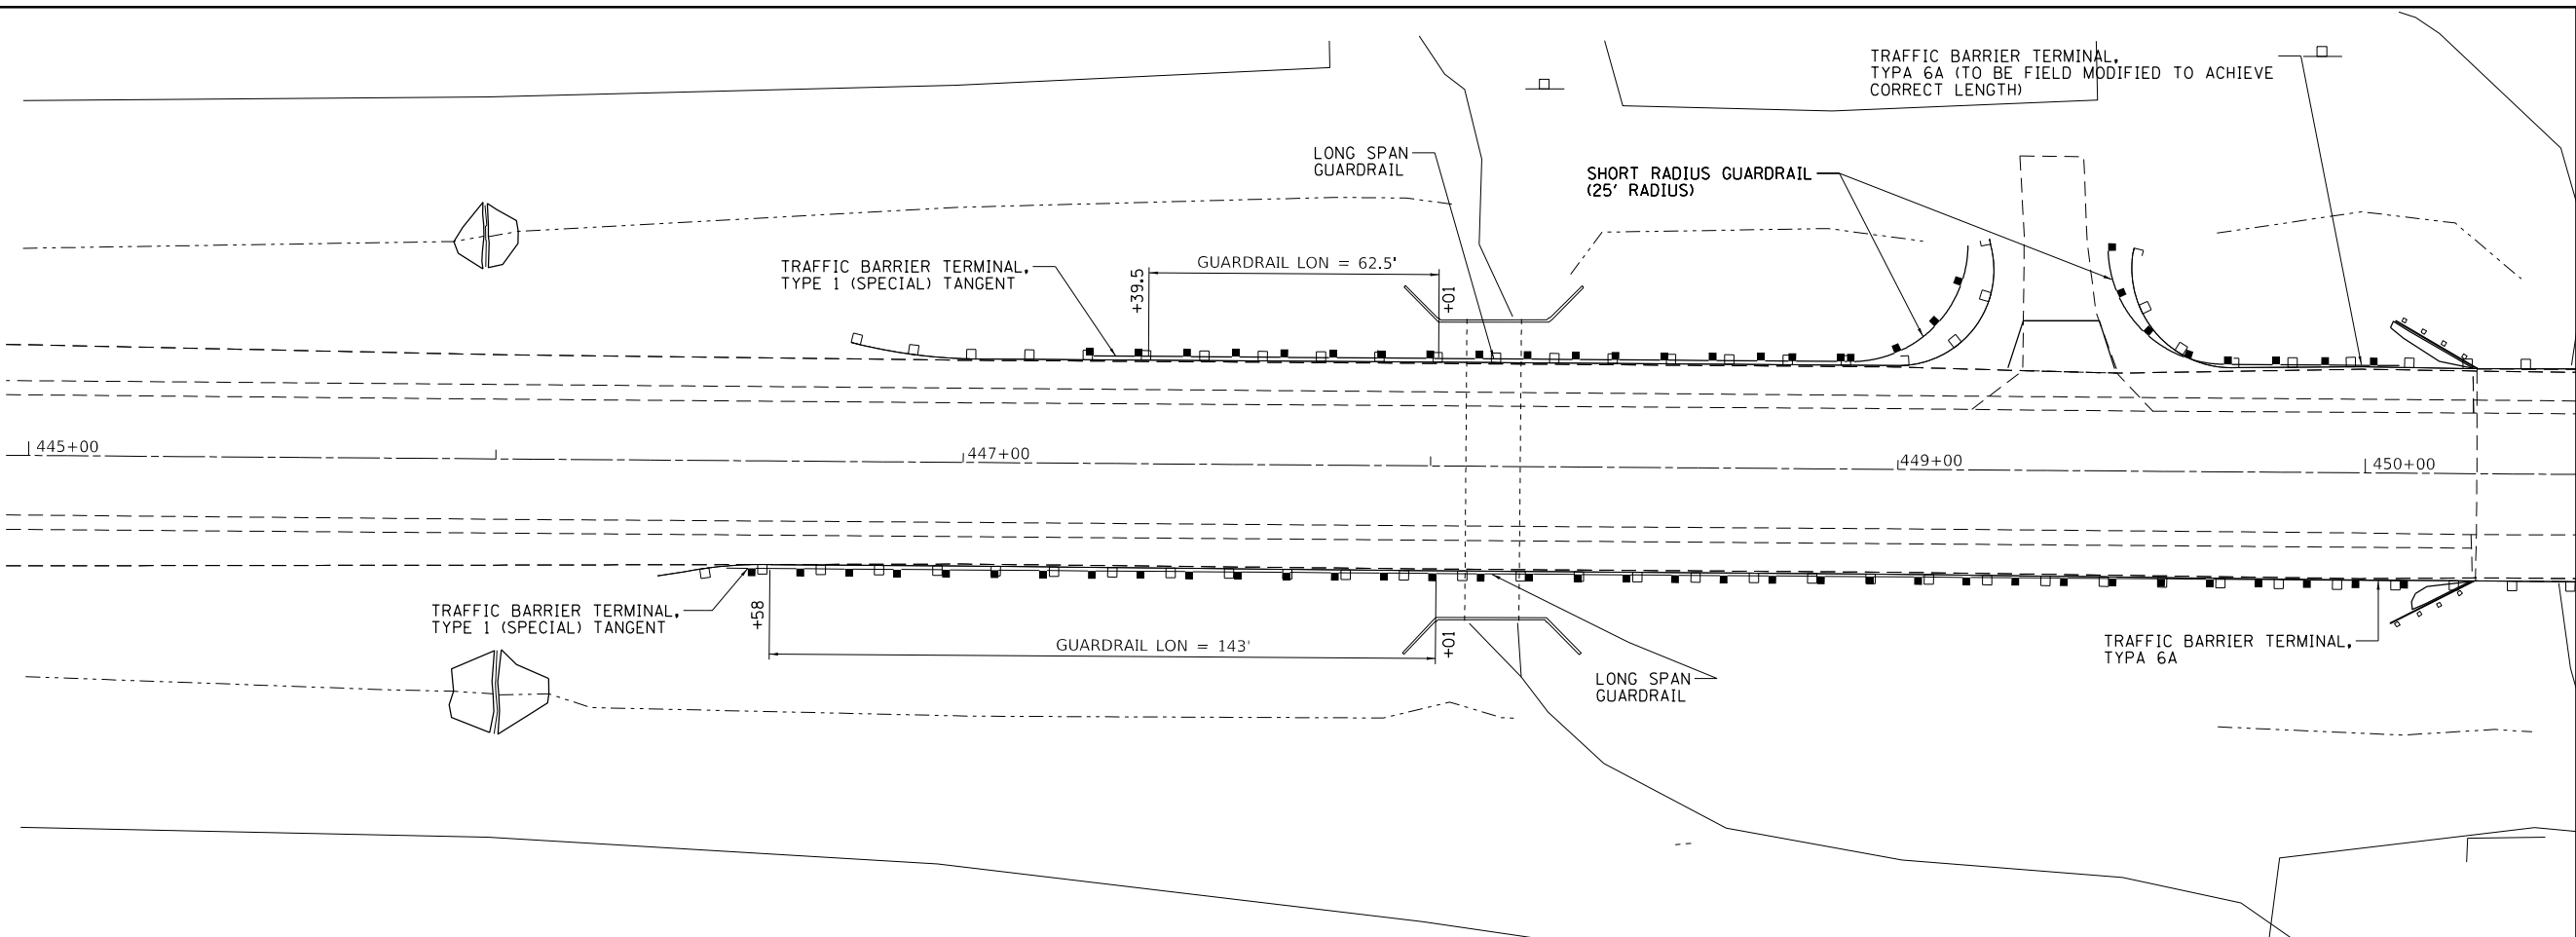 TRAFFIC BARRIER TERMINAL,
TYPA 6A (TO BE FIELD MODIFIED TO ACHIEVE
CORRECT LENGTH)
LONG SPAN
GUARDRAIL
SHORT RADIUS GUARDRAIL
(25' RADIUS)
TRAFFIC BARRIER TERMINAL,
TYPE 1 (SPECIAL) TANGENT
+39.5
GUARDRAIL LON = 62.5'
+01
445+00
447+00
449+00
450+00
TRAFFIC BARRIER TERMINAL,
TYPE 1 (SPECIAL) TANGENT
+58
GUARDRAIL LON = 143'
+01
LONG SPAN
GUARDRAIL
TRAFFIC BARRIER TERMINAL,
TYPA 6A